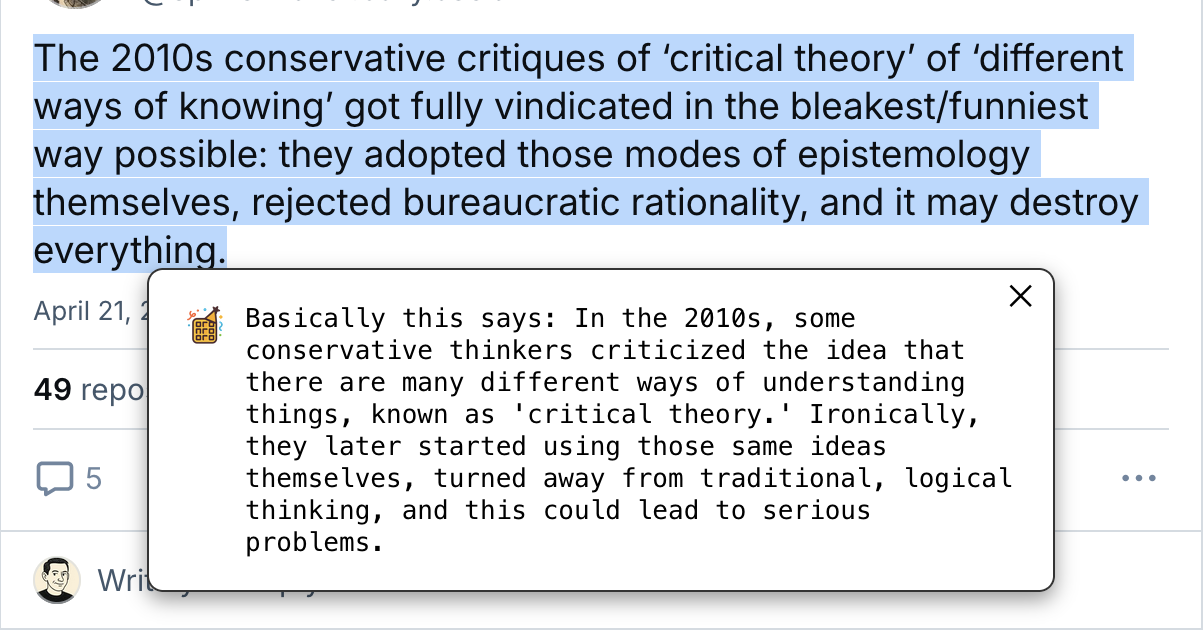 The 2010s conservative critiques of ‘critical theory’ of ‘different
ways of knowing’ got fully vindicated in the bleakest/funniest
way possible: they adopted those modes of epistemology
themselves, rejected bureaucratic rationality, and it may destroy
everything.
April 21,
Basically this says: In the 2010s, some
conservative thinkers criticized the idea that
there are many different ways of understanding
things, known as 'critical theory.' Ironically,
they later started using those same ideas
themselves, turned away from traditional, logical
thinking, and this could lead to serious
problems.
49 repo
5
Writ